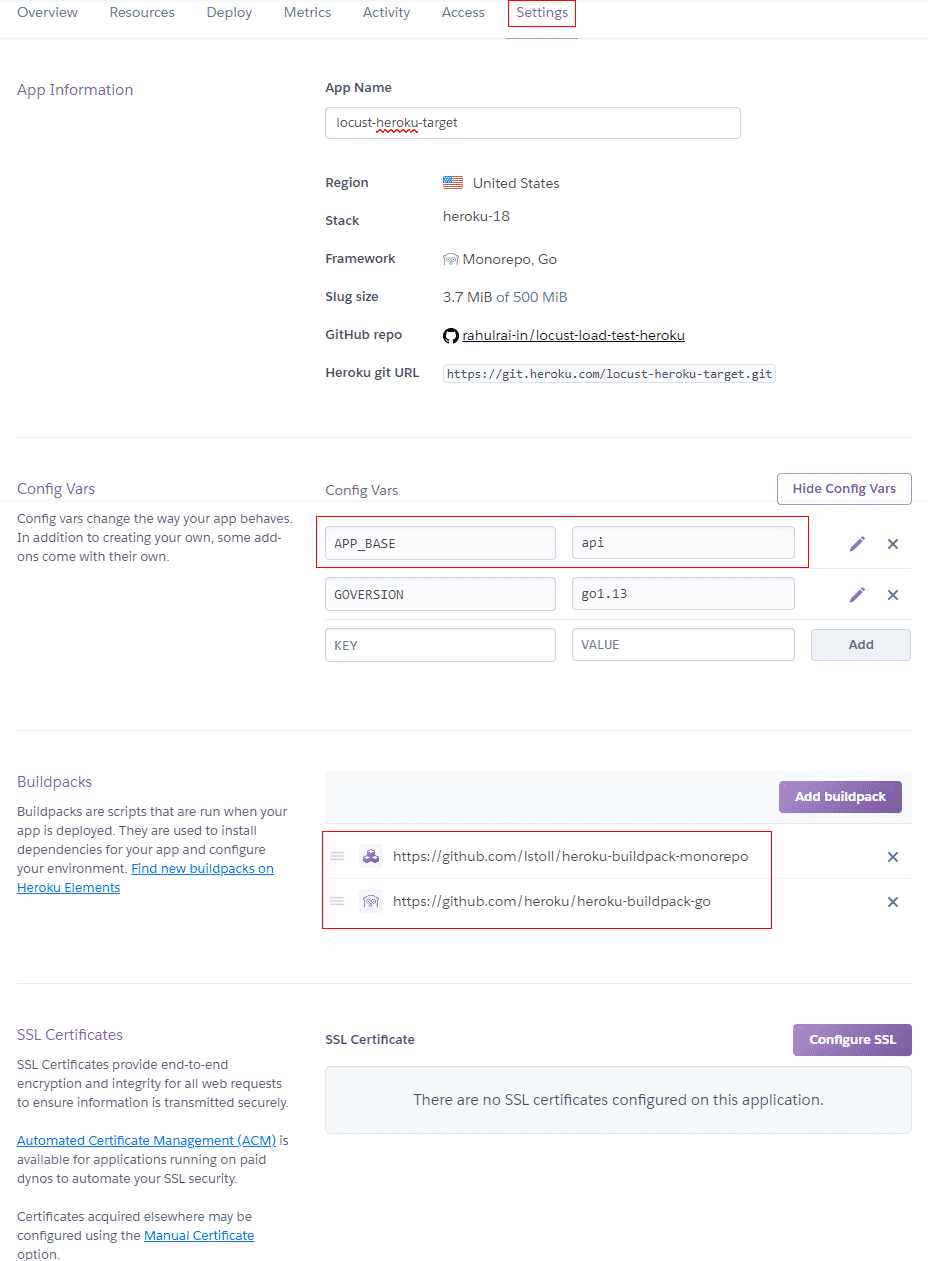 Overview Resources Deploy Metrics Activity Access Settings
App Information
App Name
locust-heroku-target
Region United States
Stack heroku-18
Framework Monorepo, Go
Slug size 3.7 MiB of 500 MiB
GitHub repo rahulrai-in/locust-load-test-heroku
Heroku git URL https://git.heroku.com/locust-heroku-target.git
Config Vars
Config vars change the way your app behaves.
In addition to creating your own, some add-
ons come with their own.
Config Vars Hide Config Vars
APP_BASE api
GOVERSION go1.13
KEY VALUE Add
Buildpacks
Buildpacks are scripts that are run when your
app is deployed. They are used to install
dependencies for your app and configure
your environment. Find new buildpacks on
Heroku Elements
Add buildpack
https://github.com/lstoll/heroku-buildpack-monorepo
https://github.com/heroku/heroku-buildpack-go
SSL Certificates
SSL Certificates provide end-to-end
encryption and integrity for all web requests
to ensure information is transmitted securely.
Automated Certificate Management (ACM) is
available for applications running on paid
dynos to automate your SSL security.
Certificates acquired elsewhere may be
configured using the Manual Certificate
option.
SSL Certificate Configure SSL
There are no SSL certificates configured on this application.